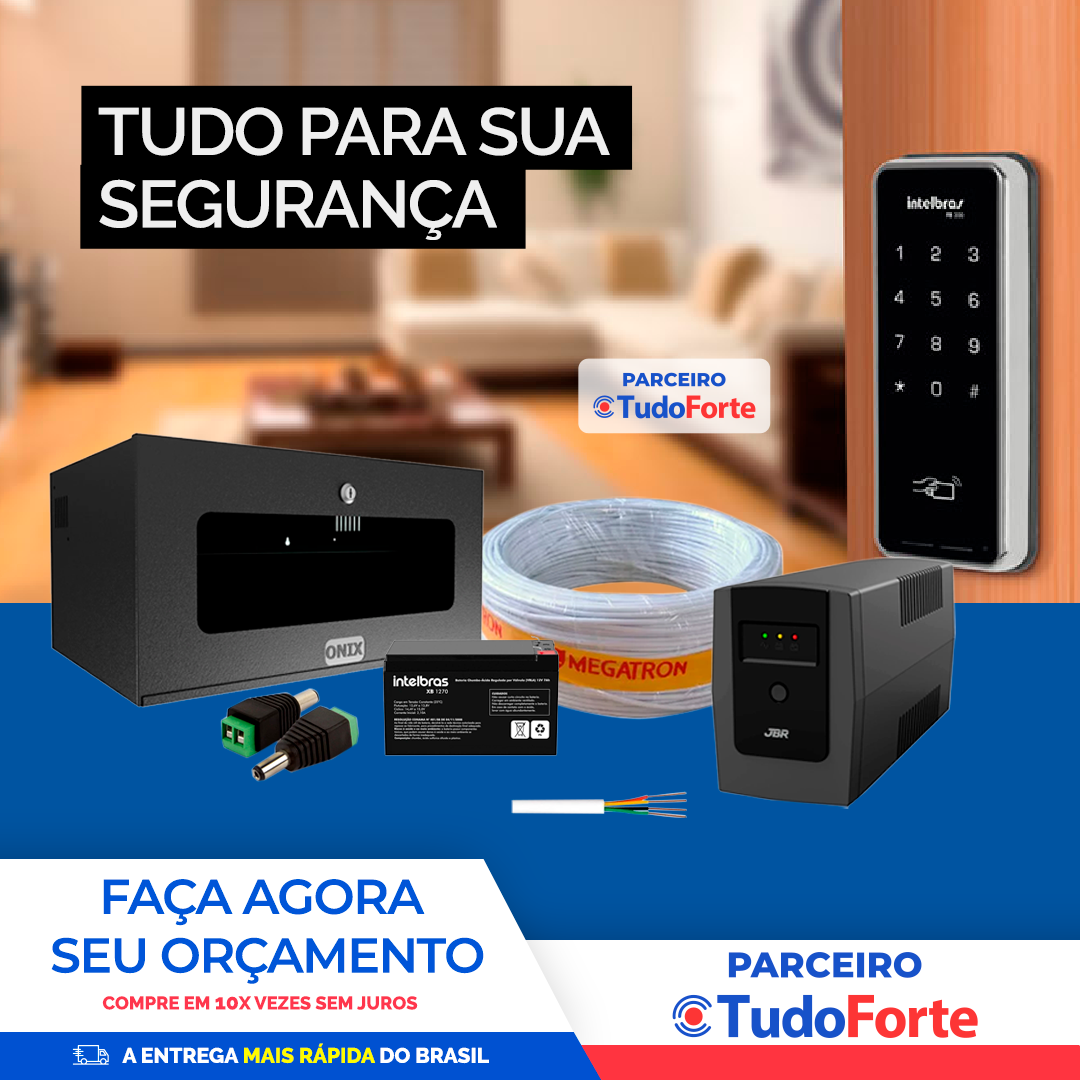 TUDO PARA SUA
SEGURANÇA
intelbras
1 2 3
4 5 6
7 8 9
* 0 #
PARCEIRO
TudoForte
ONIX
MEGATRON
intelbras
XB 1270
JBR
FAÇA AGORA
SEU ORÇAMENTO
COMPRE EM 10X VEZES SEM JUROS
A ENTREGA MAIS RÁPIDA DO BRASIL
PARCEIRO
TudoForte